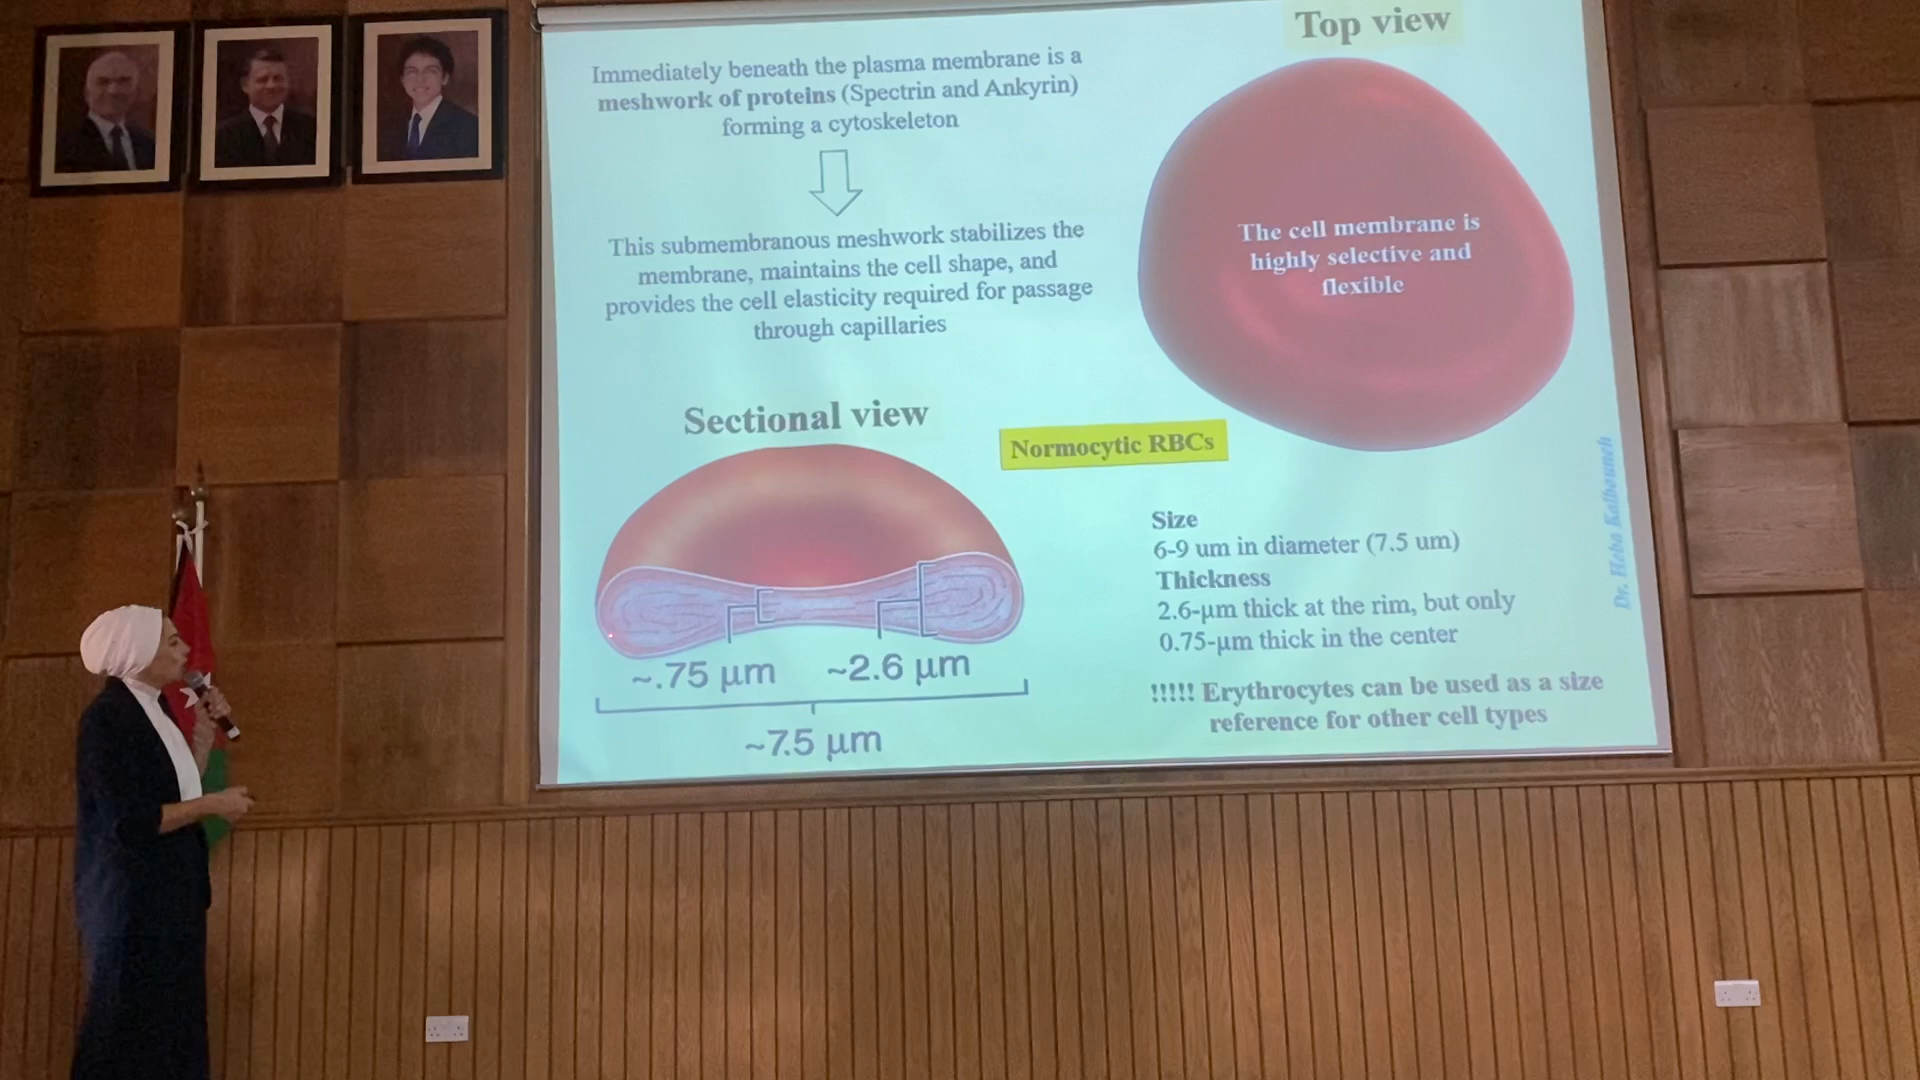 Top view
Immediately beneath the plasma membrane is a
meshwork of proteins (Spectrin and Ankyrin)
forming a cytoskeleton
This submembranous meshwork stabilizes the
membrane, maintains the cell shape, and
provides the cell elasticity required for passage
through capillaries
The cell membrane is
highly selective and
flexible
Sectional view
Normocytic RBCs
~.75 µm
~2.6 µm
~7.5 µm
Size
6-9 um in diameter (7.5 um)
Thickness
2.6-µm thick at the rim, but only
0.75-µm thick in the center
!!!!! Erythrocytes can be used as a size
reference for other cell types
Dr. Heba Kalbouneh